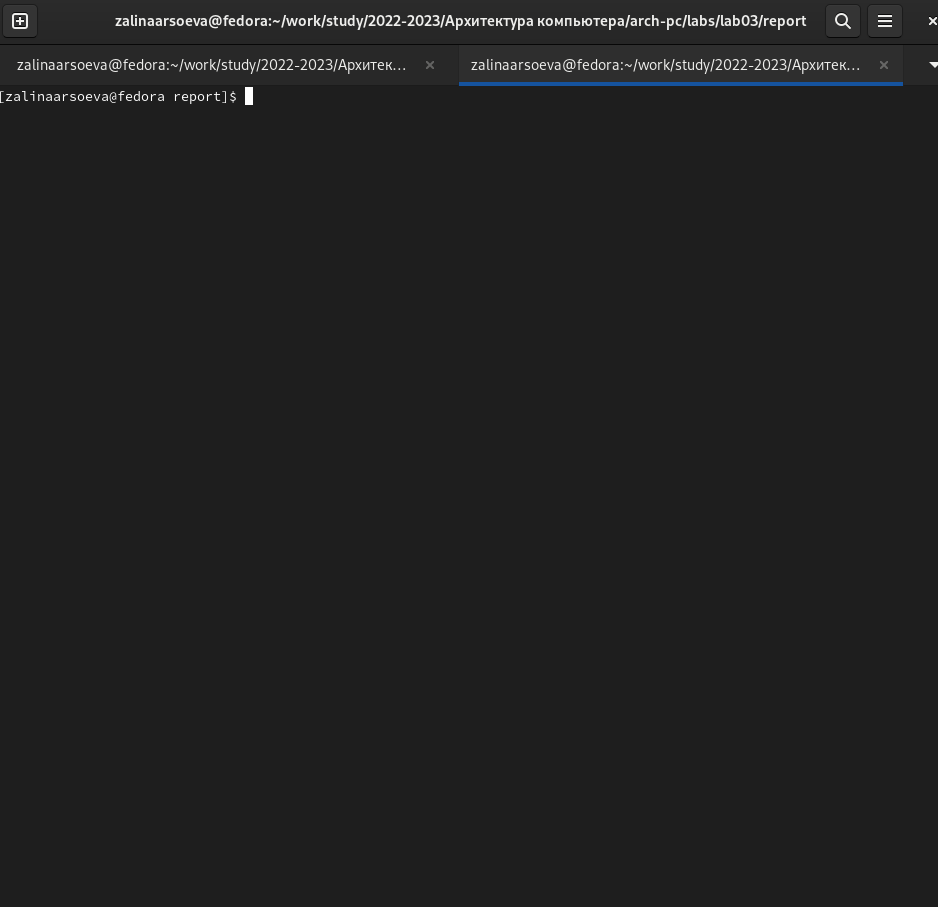 zalinaarsoeva@fedora:~/work/study/2022-2023/Архитектура компьютера/arch-pc/labs/lab03/report
zalinaarsoeva@fedora:~/work/study/2022-2023/Архитек...
zalinaarsoeva@fedora:~/work/study/2022-2023/Архитек...
[zalinaarsoeva@fedora report]$